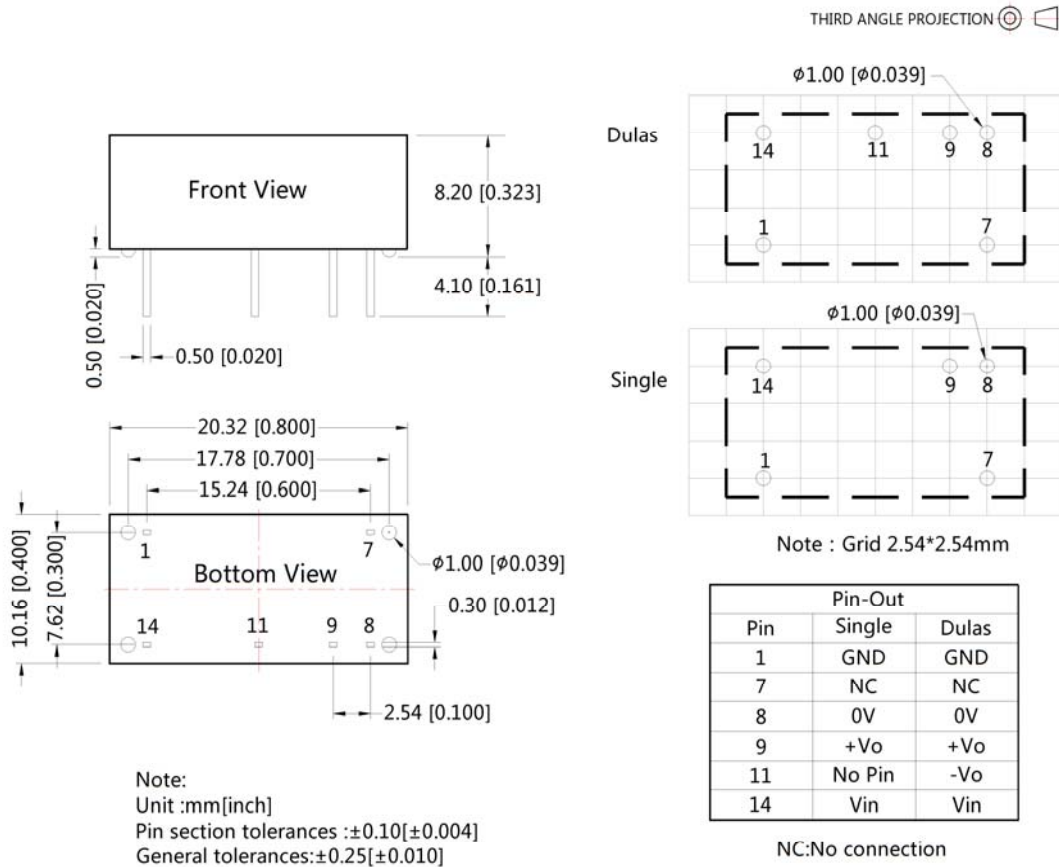 THIRD ANGLE PROJECTION
Front View
8.20 [0.323]
4.10 [0.161]
0.50 [0.020]
0.50 [0.020]
20.32 [0.800]
17.78 [0.700]
15.24 [0.600]
10.16 [0.400]
7.62 [0.300]
1
7
Bottom View
φ1.00 [φ0.039]
0.30 [0.012]
14
11
9
8
2.54 [0.100]
Note:
Unit :mm[inch]
Pin section tolerances :±0.10[±0.004]
General tolerances:±0.25[±0.010]
φ1.00 [φ0.039]
Dulas
14
11
9
8
1
7
φ1.00 [φ0.039]
Single
14
9
8
1
7
Note : Grid 2.54*2.54mm
Pin-Out
Pin Single Dulas
1 GND GND
7 NC NC
8 0V 0V
9 +Vo +Vo
11 No Pin -Vo
14 Vin Vin
NC:No connection